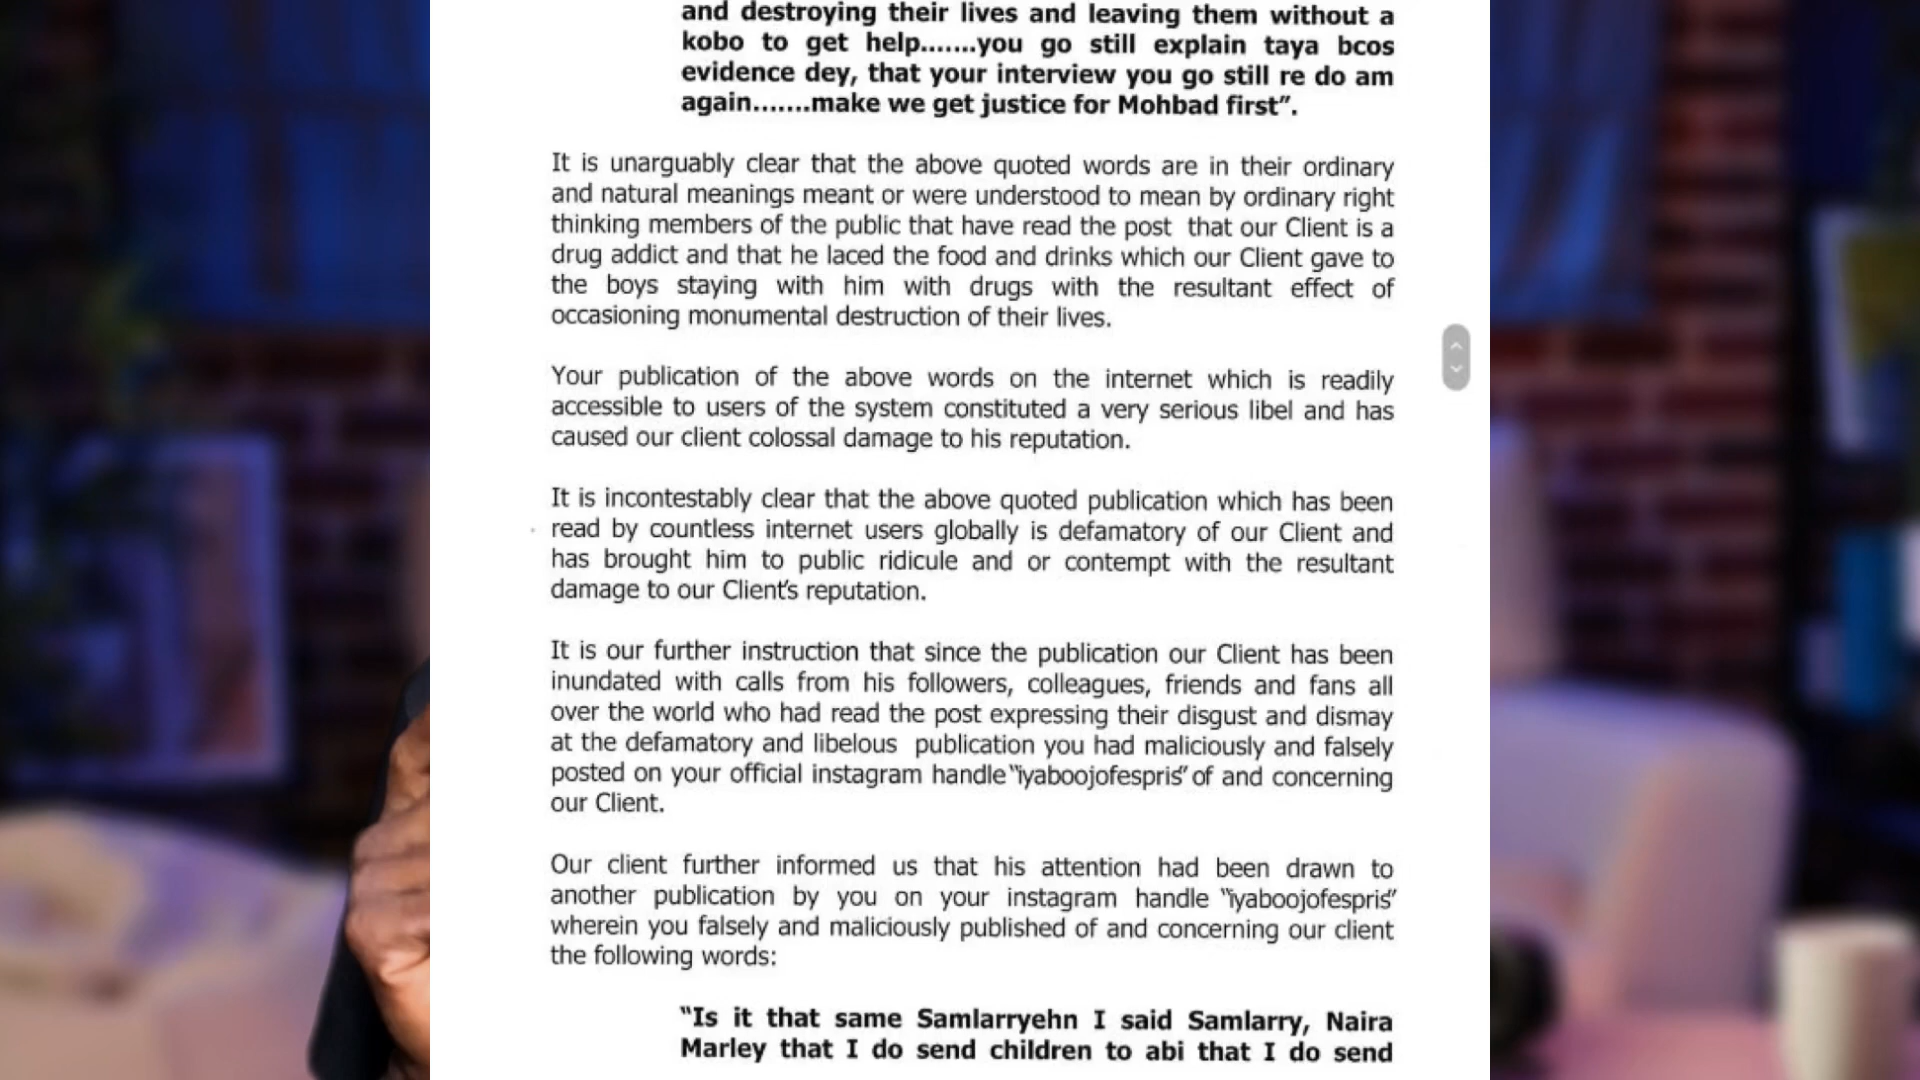 and destroying their lives and leaving them without a
kobo to get help.......you go still explain taya bcos
evidence dey, that your interview you go still re do am
again.......make we get justice for Mohbad first”.
It is unarguably clear that the above quoted words are in their ordinary
and natural meanings meant or were understood to mean by ordinary right
thinking members of the public that have read the post that our Client is a
drug addict and that he laced the food and drinks which our Client gave to
the boys staying with him with drugs with the resultant effect of
occasioning monumental destruction of their lives.
Your publication of the above words on the internet which is readily
accessible to users of the system constituted a very serious libel and has
caused our client colossal damage to his reputation.
It is incontestably clear that the above quoted publication which has been
read by countless internet users globally is defamatory of our Client and
has brought him to public ridicule and or contempt with the resultant
damage to our Client's reputation.
It is our further instruction that since the publication our Client has been
inundated with calls from his followers, colleagues, friends and fans all
over the world who had read the post expressing their disgust and dismay
at the defamatory and libelous publication you had maliciously and falsely
posted on your official instagram handle “iyaboojofespris” of and concerning
our Client.
Our client further informed us that his attention had been drawn to
another publication by you on your instagram handle “iyaboojofespris”
wherein you falsely and maliciously published of and concerning our client
the following words:
“Is it that same Samlarryehn I said Samlarry, Naira
Marley that I do send children to abi that I do send